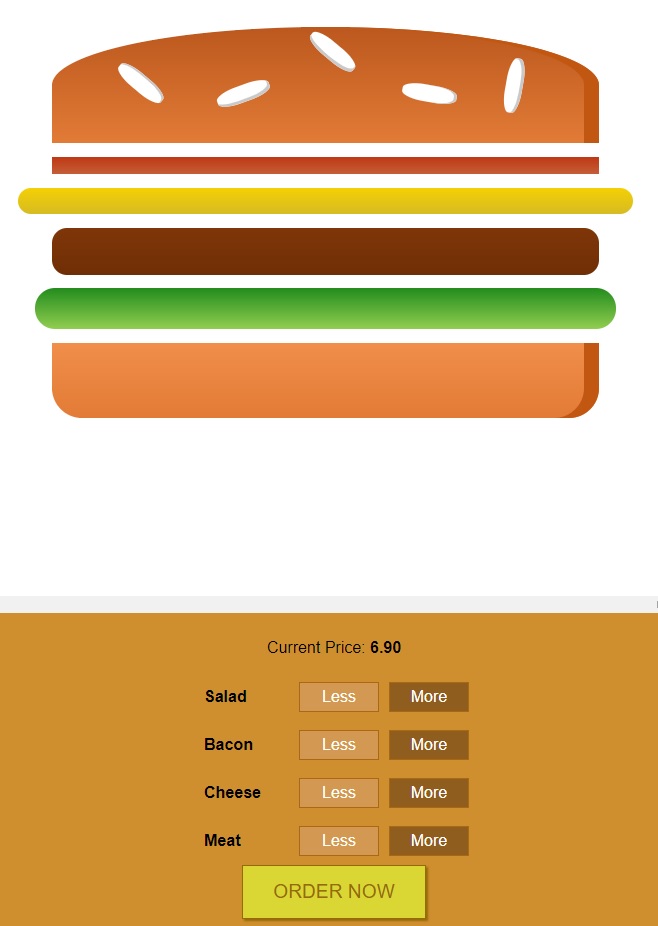 Current Price: 6.90
Salad Less More
Bacon Less More
Cheese Less More
Meat Less More
ORDER NOW